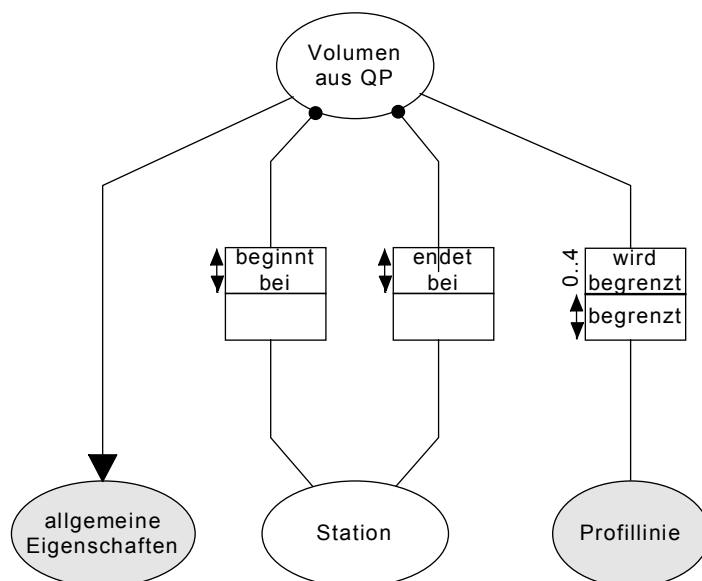 Volumen
aus QP
beginnt
bei
endet
bei
0..4
wird
begrenzt
begrenzt
allgemeine
Eigenschaften
Station
Profillinie